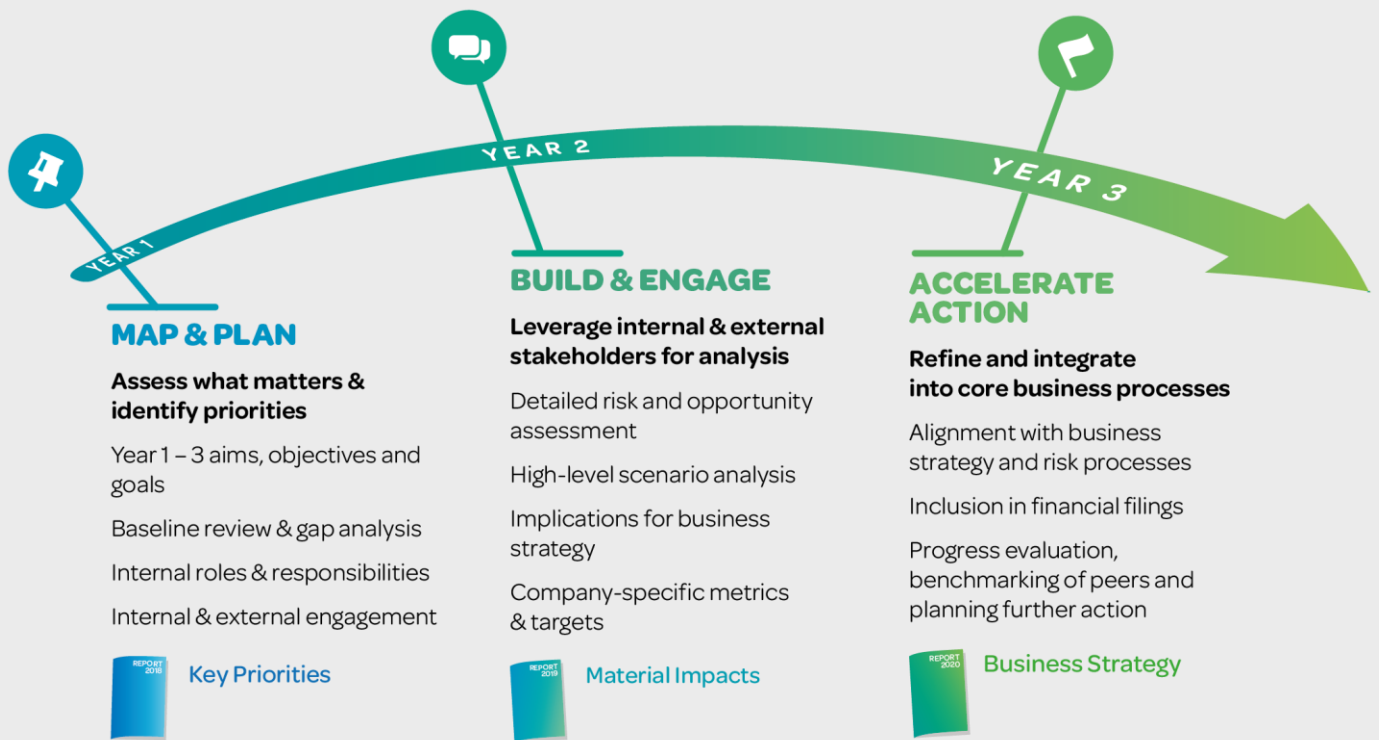 YEAR 1
YEAR 2
YEAR 3
MAP & PLAN
Assess what matters &
identify priorities
Year 1 – 3 aims, objectives and
goals
Baseline review & gap analysis
Internal roles & responsibilities
Internal & external engagement
REPORT
2018
Key Priorities
BUILD & ENGAGE
Leverage internal & external
stakeholders for analysis
Detailed risk and opportunity
assessment
High-level scenario analysis
Implications for business
strategy
Company-specific metrics
& targets
REPORT
2019
Material Impacts
ACCELERATE
ACTION
Refine and integrate
into core business processes
Alignment with business
strategy and risk processes
Inclusion in financial filings
Progress evaluation,
benchmarking of peers and
planning further action
REPORT
2020
Business Strategy